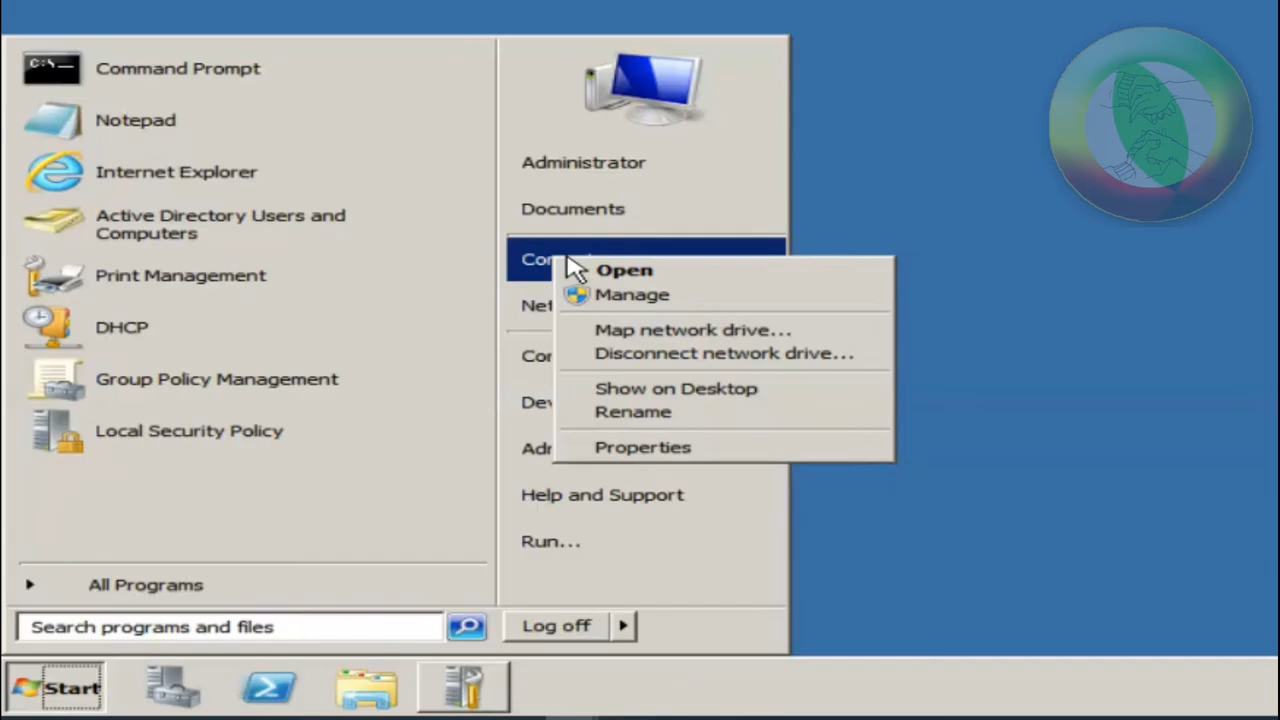 Command Prompt
Notepad
Internet Explorer
Active Directory Users and
Computers
Print Management
DHCP
Group Policy Management
Local Security Policy
All Programs
Search programs and files
Administrator
Documents
Help and Support
Run...
Log off
Open
Manage
Map network drive...
Disconnect network drive...
Show on Desktop
Rename
Properties
Start